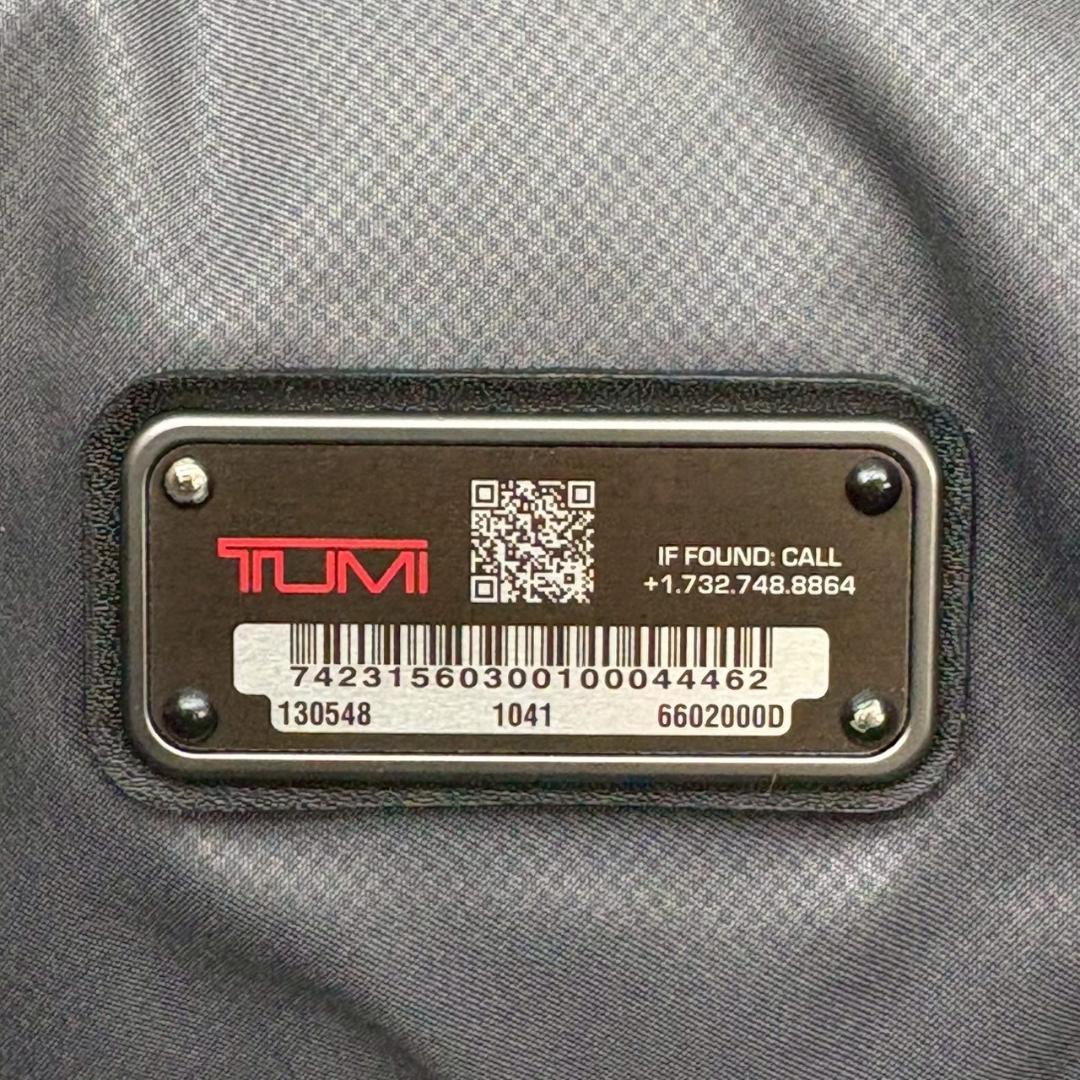 TUMI
IF FOUND: CALL
+1.732.748.8864
74231560300100044462
130548 1041 6602000D